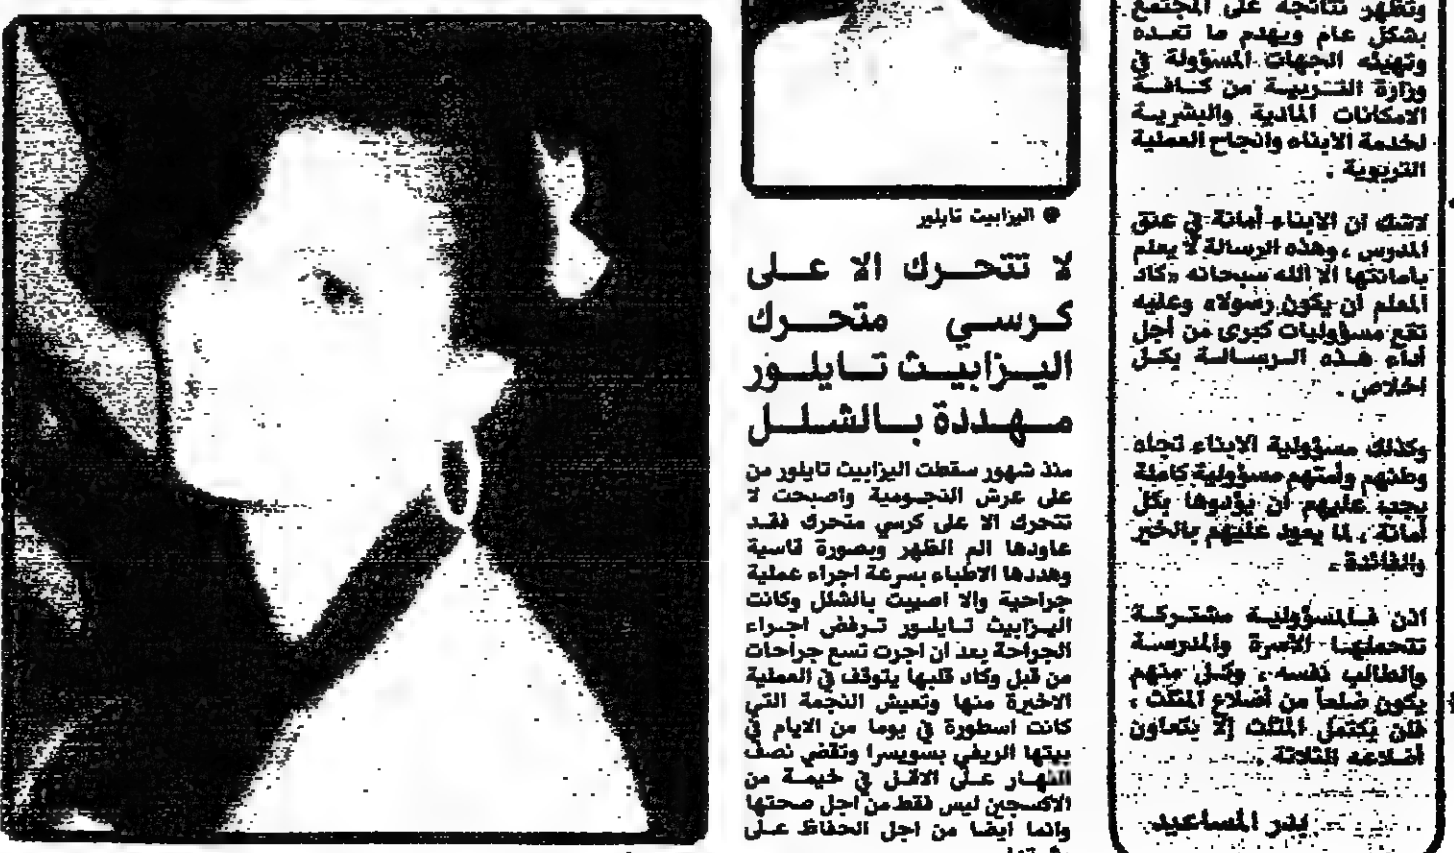 وتظهر نتائجه على المجتمع
بشكل عام ويهدم ما تعده
وتهيئه الجهات المسؤولة في
وزارة التربية من كافة
الامكانات المادية والبشرية
لخدمة الابناء وانجاح العملية
التربوية .
لاشك ان الابناء أمانة في عنق
المدرس ، وهذه الرسالة لا يعلم
بأمانتها الا الله سبحانه «كاد
المعلم ان يكون رسولا» وعليه
تقع مسؤوليات كبرى من أجل
أداء هذه الرسالة بكل
اخلاص .
وكذلك مسؤولية الابناء تجاه
وطنهم وأمتهم مسؤولية كاملة
يجب عليهم أن يؤدوها بكل
أمانة ، لما يعود عليهم بالخير
والفائدة .
اذن فالمسؤولية مشتركة
تتحملها الأسرة والمدرسة
والطالب نفسه ، وكل منهم
يكون ضلعاً من أضلاع المثلث ،
فلن يكتمل المثلث إلا بتعاون
أضلاعه الثلاثة .
بدر المساعيد
● اليزابيت تايلير
لا تتحرك الا على
كرسي متحرك
اليزابيث تايلور
مهددة بالشلل
منذ شهور سقطت اليزابيث تايلور من
على عرش النجومية واصبحت لا
تتحرك الا على كرسي متحرك فقد
عاودها الم الظهر وبصورة قاسية
وهددها الاطباء بسرعة اجراء عملية
جراحية والا اصيبت بالشلل وكانت
اليزابيث تايلور ترفض اجراء
الجراحة بعد ان اجرت تسع جراحات
من قبل وكاد قلبها يتوقف في العملية
الاخيرة منها وتعيش النجمة التي
كانت اسطورة في يوما من الايام في
بيتها الريفي بسويسرا وتقضي نصف
النهار على الاقل في خيمة من
الاكسجين ليس فقط من اجل صحتها
وانما ايضا من اجل الحفاظ على